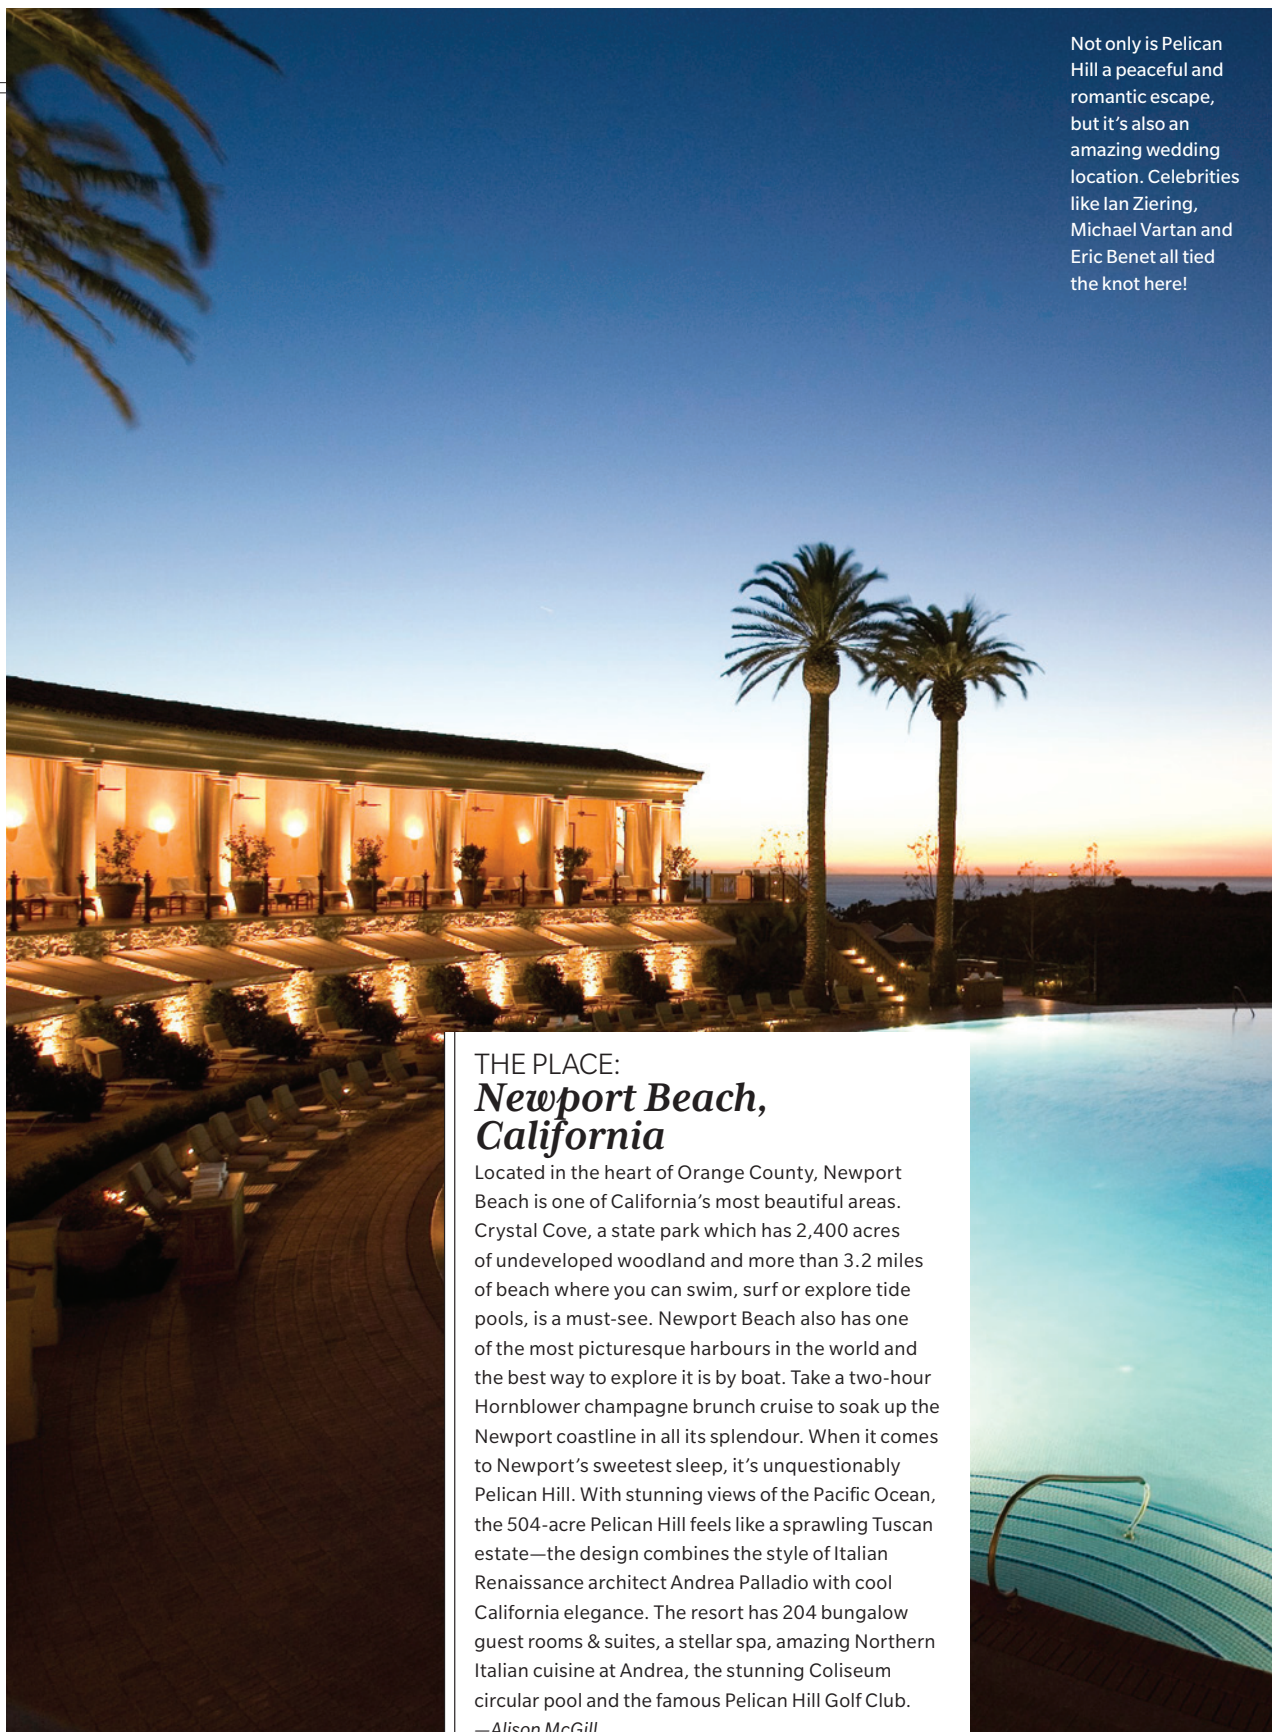 Not only is Pelican
Hill a peaceful and
romantic escape,
but it's also an
amazing wedding
location. Celebrities
like Ian Ziering,
Michael Vartan and
Eric Benet all tied
the knot here!
THE PLACE:
Newport Beach,
California
Located in the heart of Orange County, Newport
Beach is one of California's most beautiful areas.
Crystal Cove, a state park which has 2,400 acres
of undeveloped woodland and more than 3.2 miles
of beach where you can swim, surf or explore tide
pools, is a must-see. Newport Beach also has one
of the most picturesque harbours in the world and
the best way to explore it is by boat. Take a two-hour
Hornblower champagne brunch cruise to soak up the
Newport coastline in all its splendour. When it comes
to Newport's sweetest sleep, it's unquestionably
Pelican Hill. With stunning views of the Pacific Ocean,
the 504-acre Pelican Hill feels like a sprawling Tuscan
estate—the design combines the style of Italian
Renaissance architect Andrea Palladio with cool
California elegance. The resort has 204 bungalow
guest rooms & suites, a stellar spa, amazing Northern
Italian cuisine at Andrea, the stunning Coliseum
circular pool and the famous Pelican Hill Golf Club.
—Alison McGill